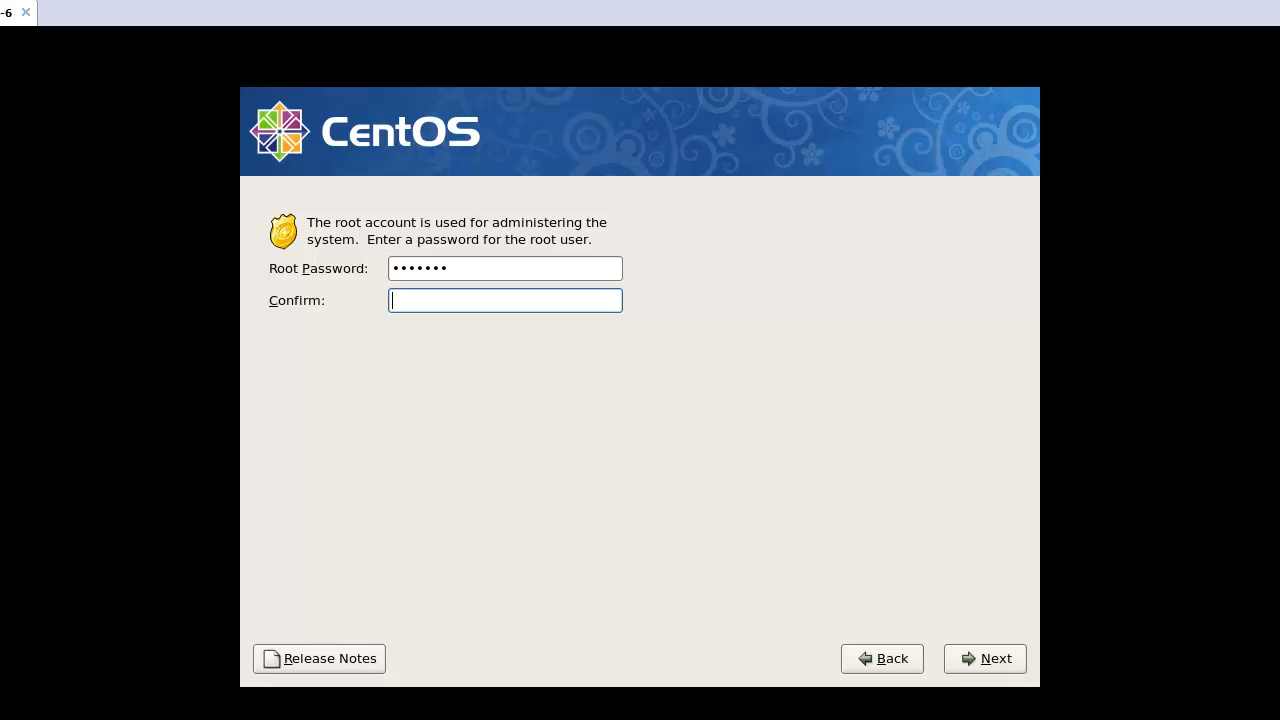 -6
CentOS
The root account is used for administering the
system.  Enter a password for the root user.
Root Password: •••••••
Confirm:
Release Notes
Back
Next